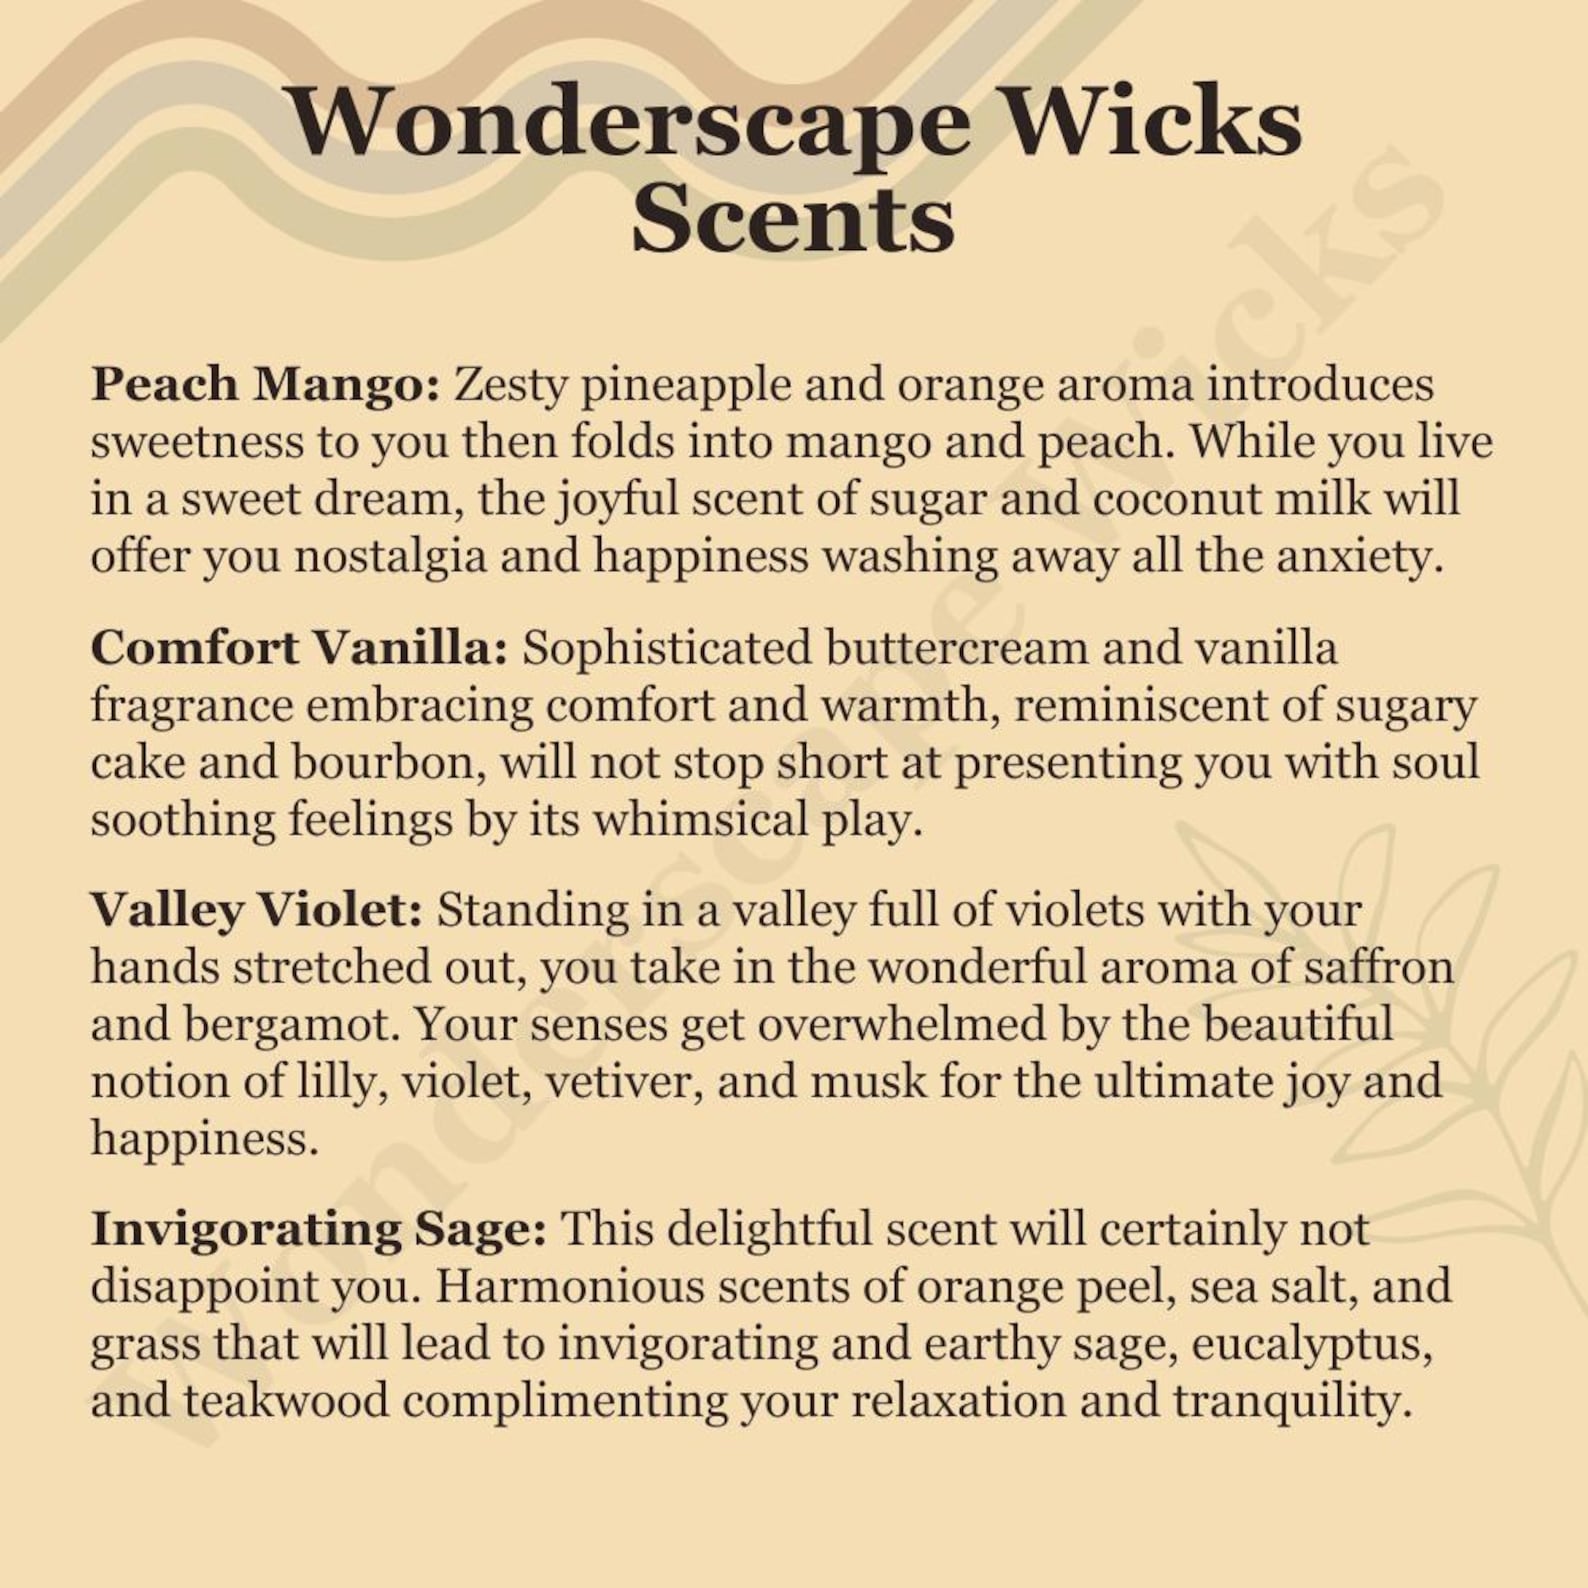 Wonderscape Wicks
Scents
Peach Mango: Zesty pineapple and orange aroma introduces
sweetness to you then folds into mango and peach. While you live
in a sweet dream, the joyful scent of sugar and coconut milk will
offer you nostalgia and happiness washing away all the anxiety.
Comfort Vanilla: Sophisticated buttercream and vanilla
fragrance embracing comfort and warmth, reminiscent of sugary
cake and bourbon, will not stop short at presenting you with soul
soothing feelings by its whimsical play.
Valley Violet: Standing in a valley full of violets with your
hands stretched out, you take in the wonderful aroma of saffron
and bergamot. Your senses get overwhelmed by the beautiful
notion of lilly, violet, vetiver, and musk for the ultimate joy and
happiness.
Invigorating Sage: This delightful scent will certainly not
disappoint you. Harmonious scents of orange peel, sea salt, and
grass that will lead to invigorating and earthy sage, eucalyptus,
and teakwood complimenting your relaxation and tranquility.
Wonderscape Wicks